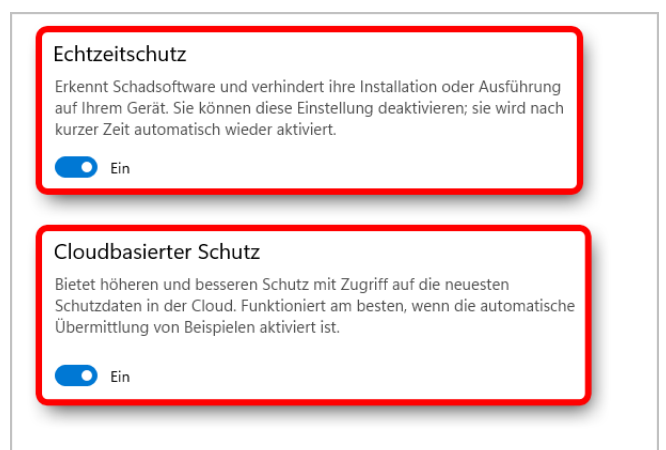 Echtzeitschutz
Erkennt Schadsoftware und verhindert ihre Installation oder Ausführung
auf Ihrem Gerät. Sie können diese Einstellung deaktivieren; sie wird nach
kurzer Zeit automatisch wieder aktiviert.
Ein
Cloudbasierter Schutz
Bietet höheren und besseren Schutz mit Zugriff auf die neuesten
Schutzdaten in der Cloud. Funktioniert am besten, wenn die automatische
Übermittlung von Beispielen aktiviert ist.
Ein